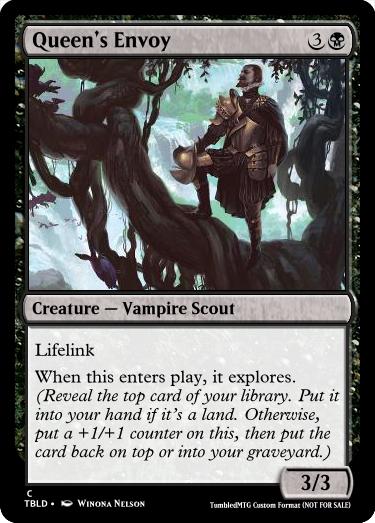 Queen's Envoy 3
Creature — Vampire Scout
Lifelink
When this enters play, it explores.
(Reveal the top card of your library. Put it
into your hand if it's a land. Otherwise,
put a +1/+1 counter on this, then put the
card back on top or into your graveyard.)
3/3
C
TBLD • Winona Nelson
TumbledMTG Custom Format (NOT FOR SALE)